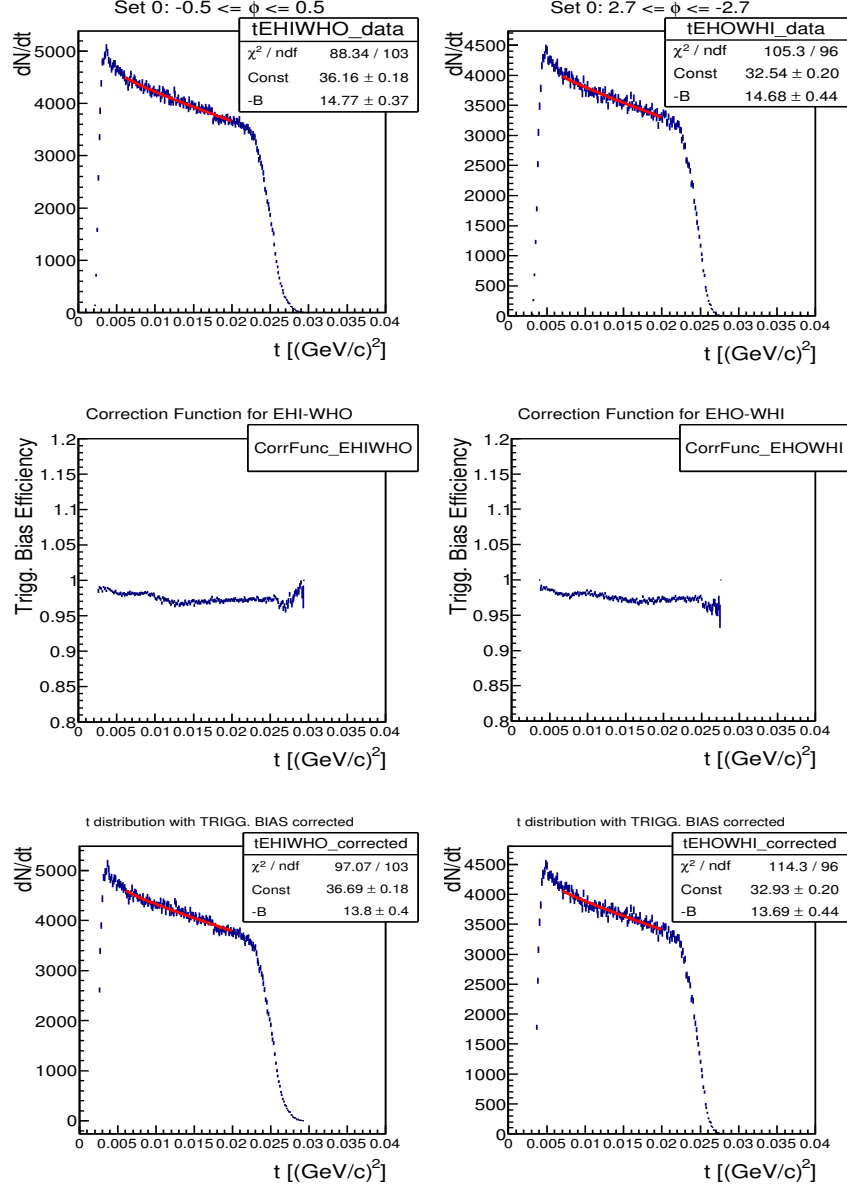 Set 0: -0.5 <= ϕ <= 0.5
tEHIWHO_data
χ² / ndf 88.34 / 103
Const 36.16 ± 0.18
-B 14.77 ± 0.37
dN/dt
5000
4000
3000
2000
1000
0
0 0.005 0.01 0.015 0.02 0.025 0.03 0.035 0.04
t [(GeV/c)²]
Set 0: 2.7 <= ϕ <= -2.7
tEHOWHI_data
χ² / ndf 105.3 / 96
Const 32.54 ± 0.20
-B 14.68 ± 0.44
dN/dt
4500
4000
3500
3000
2500
2000
1500
1000
500
0
0 0.005 0.01 0.015 0.02 0.025 0.03 0.035 0.04
t [(GeV/c)²]
Correction Function for EHI-WHO
CorrFunc_EHIWHO
Trigg. Bias Efficiency
1.2
1.15
1.1
1.05
1
0.95
0.9
0.85
0.8
0 0.005 0.01 0.015 0.02 0.025 0.03 0.035 0.04
t [(GeV/c)²]
Correction Function for EHO-WHI
CorrFunc_EHOWHI
Trigg. Bias Efficiency
1.2
1.15
1.1
1.05
1
0.95
0.9
0.85
0.8
0 0.005 0.01 0.015 0.02 0.025 0.03 0.035 0.04
t [(GeV/c)²]
t distribution with TRIGG. BIAS corrected
tEHIWHO_corrected
χ² / ndf 97.07 / 103
Const 36.69 ± 0.18
-B 13.8 ± 0.4
dN/dt
5000
4000
3000
2000
1000
0
0 0.005 0.01 0.015 0.02 0.025 0.03 0.035 0.04
t [(GeV/c)²]
t distribution with TRIGG. BIAS corrected
tEHOWHI_corrected
χ² / ndf 114.3 / 96
Const 32.93 ± 0.20
-B 13.69 ± 0.44
dN/dt
4500
4000
3500
3000
2500
2000
1500
1000
500
0
0 0.005 0.01 0.015 0.02 0.025 0.03 0.035 0.04
t [(GeV/c)²]